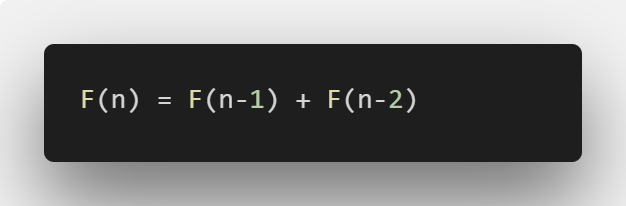 F(n) = F(n-1) + F(n-2)